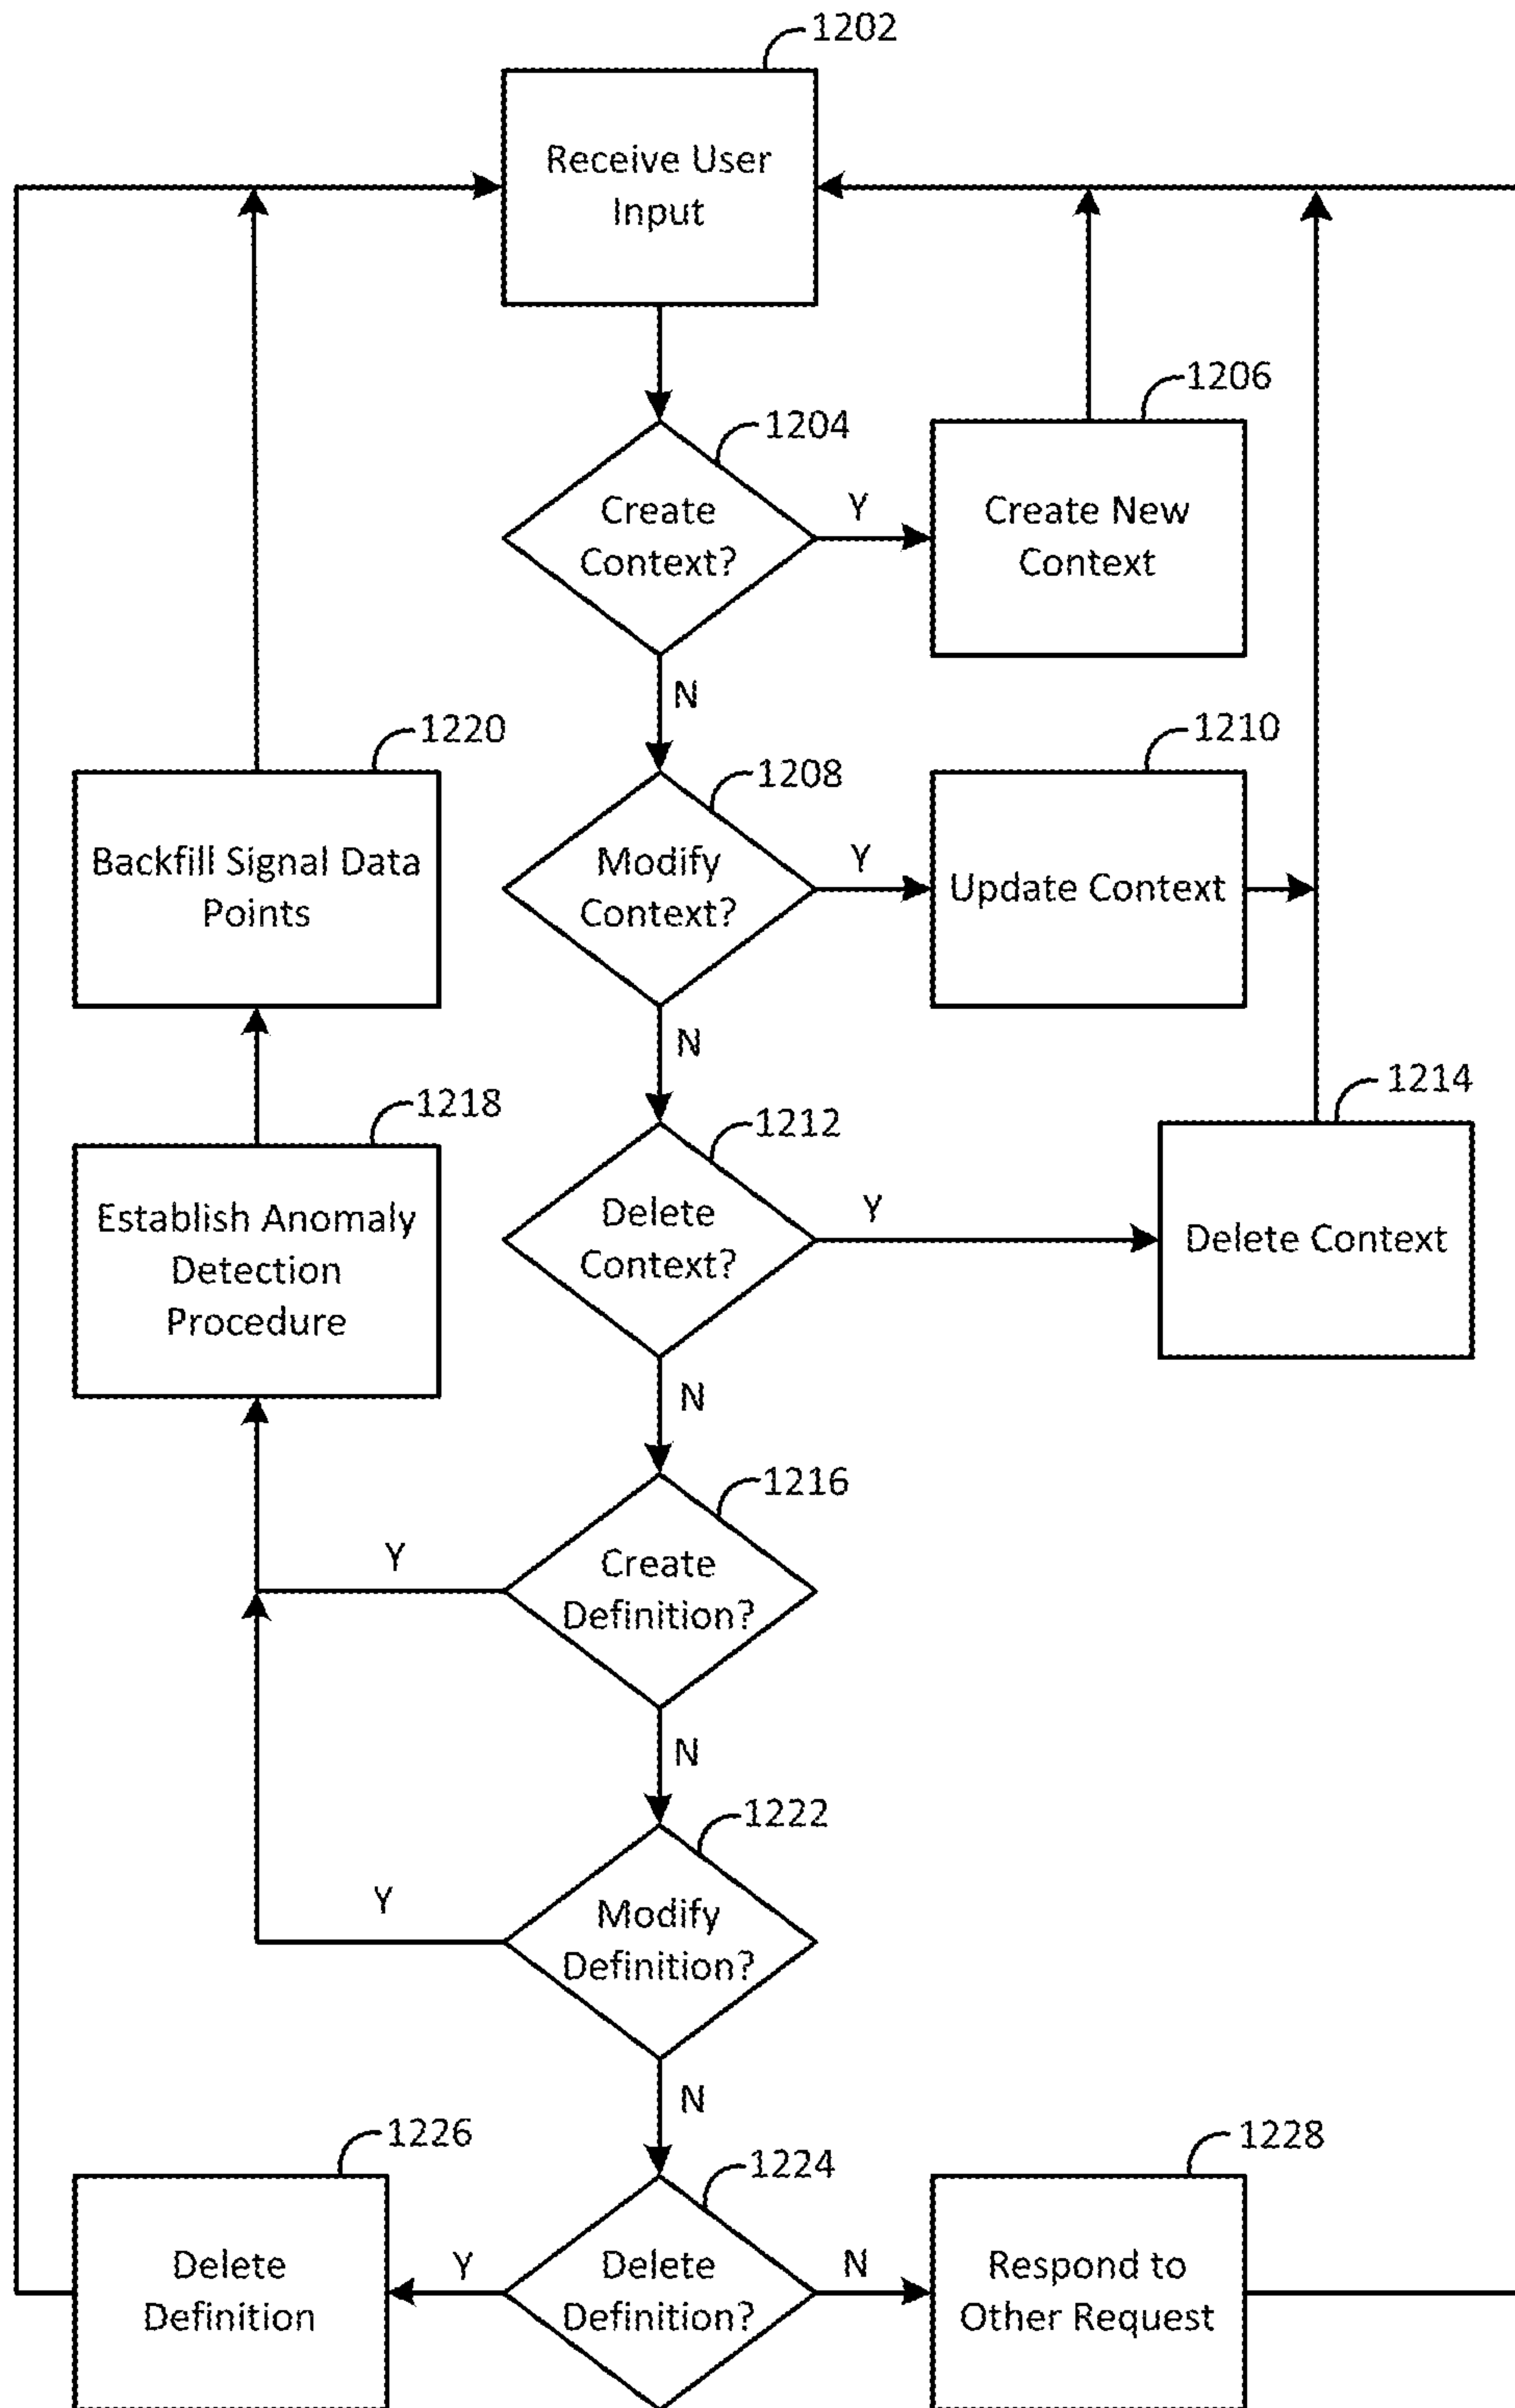 1202
Receive User
Input
1204
Create
Context?
Y
1206
Create New
Context
N
1208
Modify
Context?
Y
1210
Update Context
N
1212
Delete
Context?
Y
1214
Delete Context
N
1216
Create
Definition?
Y
1218
Establish Anomaly
Detection
Procedure
1220
Backfill Signal Data
Points
N
1222
Modify
Definition?
Y
N
1224
Delete
Definition?
Y
1226
Delete
Definition
N
1228
Respond to
Other Request